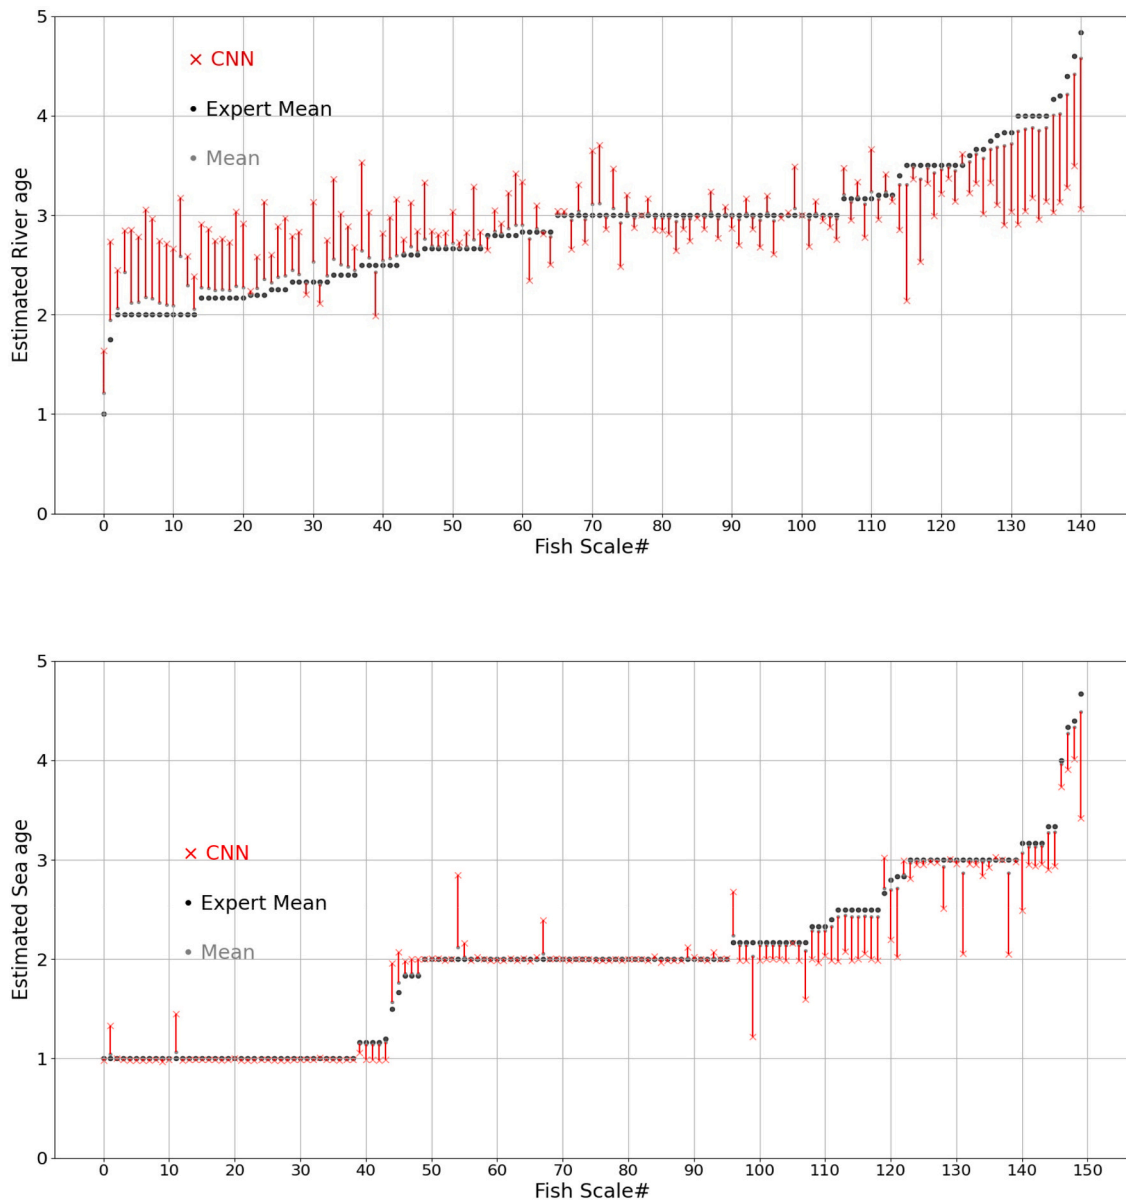 5
× CNN
• Expert Mean
4
• Mean
3
2
1
0
Estimated River age
0 10 20 30 40 50 60 70 80 90 100 110 120 130 140
Fish Scale#
5
4
× CNN
3
• Expert Mean
• Mean
2
1
0
Estimated Sea age
0 10 20 30 40 50 60 70 80 90 100 110 120 130 140 150
Fish Scale#